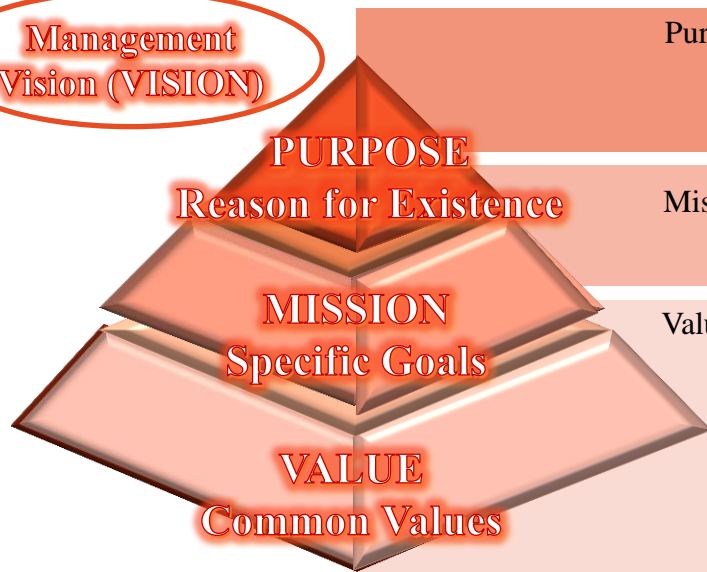 Management
Vision (VISION)
PURPOSE
Reason for Existence
MISSION
Specific Goals
VALUE
Common Values